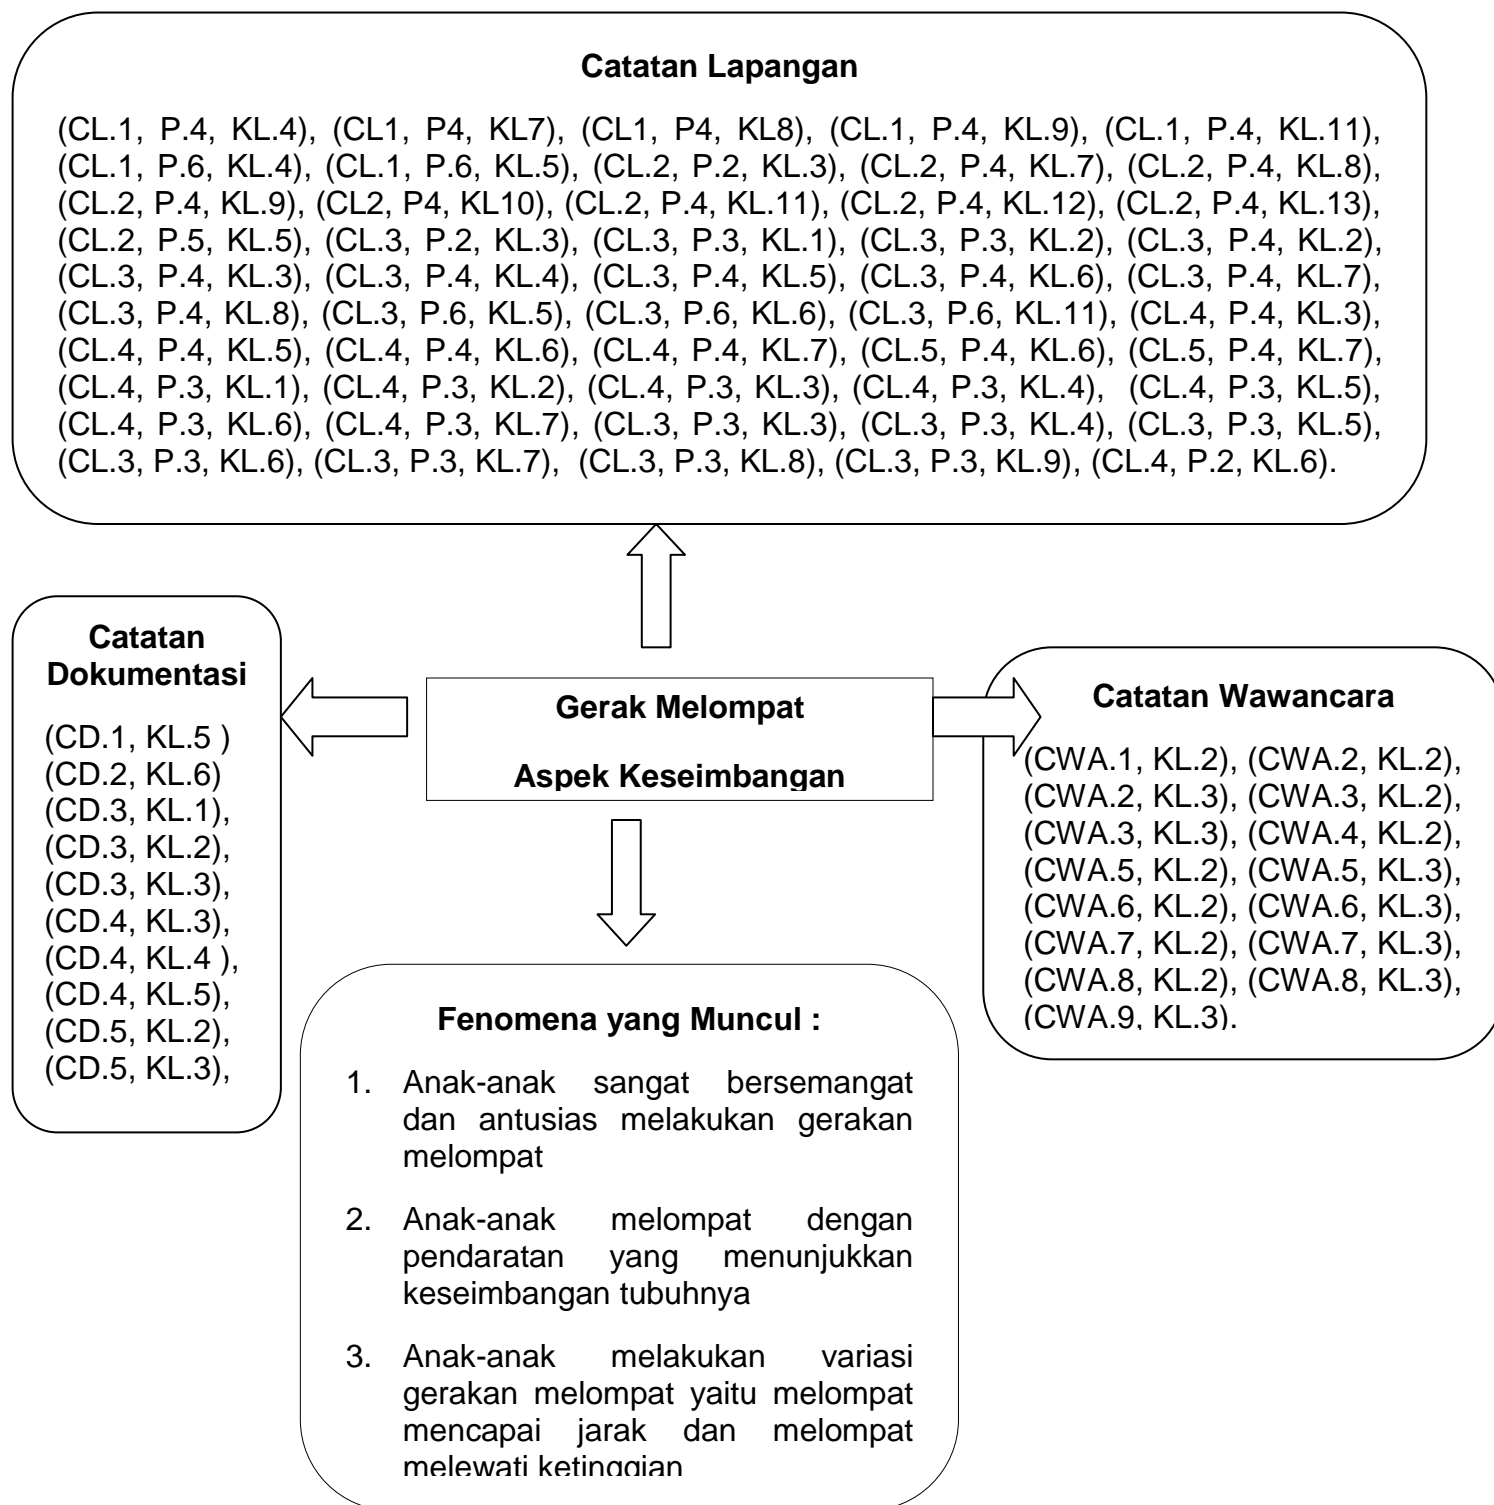 Catatan Lapangan
(CL.1, P.4, KL.4), (CL1, P4, KL7), (CL1, P4, KL8), (CL.1, P.4, KL.9), (CL.1, P.4, KL.11),
(CL.1, P.6, KL.4), (CL.1, P.6, KL.5), (CL.2, P.2, KL.3), (CL.2, P.4, KL.7), (CL.2, P.4, KL.8),
(CL.2, P.4, KL.9), (CL2, P4, KL10), (CL.2, P.4, KL.11), (CL.2, P.4, KL.12), (CL.2, P.4, KL.13),
(CL.2, P.5, KL.5), (CL.3, P.2, KL.3), (CL.3, P.3, KL.1), (CL.3, P.3, KL.2), (CL.3, P.4, KL.2),
(CL.3, P.4, KL.3), (CL.3, P.4, KL.4), (CL.3, P.4, KL.5), (CL.3, P.4, KL.6), (CL.3, P.4, KL.7),
(CL.3, P.4, KL.8), (CL.3, P.6, KL.5), (CL.3, P.6, KL.6), (CL.3, P.6, KL.11), (CL.4, P.4, KL.3),
(CL.4, P.4, KL.5), (CL.4, P.4, KL.6), (CL.4, P.4, KL.7), (CL.5, P.4, KL.6), (CL.5, P.4, KL.7),
(CL.4, P.3, KL.1), (CL.4, P.3, KL.2), (CL.4, P.3, KL.3), (CL.4, P.3, KL.4), (CL.4, P.3, KL.5),
(CL.4, P.3, KL.6), (CL.4, P.3, KL.7), (CL.3, P.3, KL.3), (CL.3, P.3, KL.4), (CL.3, P.3, KL.5),
(CL.3, P.3, KL.6), (CL.3, P.3, KL.7), (CL.3, P.3, KL.8), (CL.3, P.3, KL.9), (CL.4, P.2, KL.6).
Catatan
Dokumentasi
(CD.1, KL.5 )
(CD.2, KL.6)
(CD.3, KL.1),
(CD.3, KL.2),
(CD.3, KL.3),
(CD.4, KL.3),
(CD.4, KL.4 ),
(CD.4, KL.5),
(CD.5, KL.2),
(CD.5, KL.3),
Gerak Melompat
Aspek Keseimbangan
Catatan Wawancara
(CWA.1, KL.2), (CWA.2, KL.2),
(CWA.2, KL.3), (CWA.3, KL.2),
(CWA.3, KL.3), (CWA.4, KL.2),
(CWA.5, KL.2), (CWA.5, KL.3),
(CWA.6, KL.2), (CWA.6, KL.3),
(CWA.7, KL.2), (CWA.7, KL.3),
(CWA.8, KL.2), (CWA.8, KL.3),
(CWA.9, KL.3).
Fenomena yang Muncul :
1. Anak-anak sangat bersemangat
dan antusias melakukan gerakan
melompat
2. Anak-anak melompat dengan
pendaratan yang menunjukkan
keseimbangan tubuhnya
3. Anak-anak melakukan variasi
gerakan melompat yaitu melompat
mencapai jarak dan melompat
melewati ketinggian